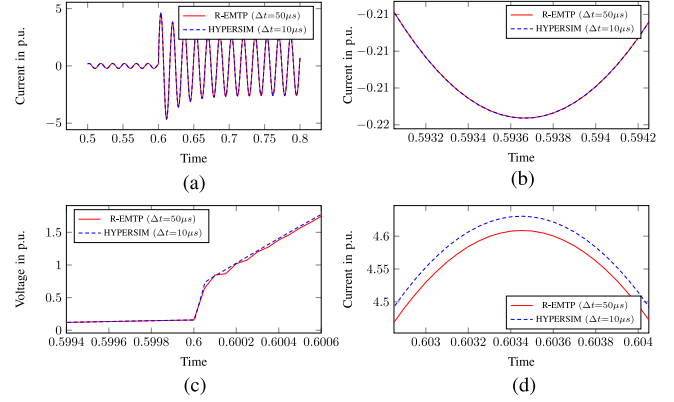 R-EMTP (Δt=50μs)
HYPERSIM (Δt=10μs)
Current in p.u.
5
0
−5
0.5 0.55 0.6 0.65 0.7 0.75 0.8
Time
(a)
R-EMTP (Δt=50μs)
HYPERSIM (Δt=10μs)
Current in p.u.
−0.21
−0.21
−0.21
−0.22
0.5932 0.5934 0.5936 0.5938 0.594 0.5942
Time
(b)
R-EMTP (Δt=50μs)
HYPERSIM (Δt=10μs)
Voltage in p.u.
1.5
1
0.5
0
0.5994 0.5996 0.5998 0.6 0.6002 0.6004 0.6006
Time
(c)
Current in p.u.
4.6
4.55
4.5
R-EMTP (Δt=50μs)
HYPERSIM (Δt=10μs)
0.603 0.6032 0.6034 0.6036 0.6038 0.604
Time
(d)